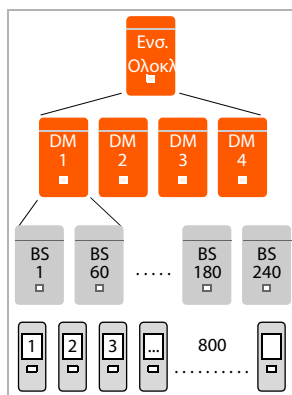 Ενσ.
Ολοκλ
DM 1 DM 2 DM 3 DM 4
BS 1 BS 60 ..... BS 180 BS 240
1 2 3 ... 800
..........